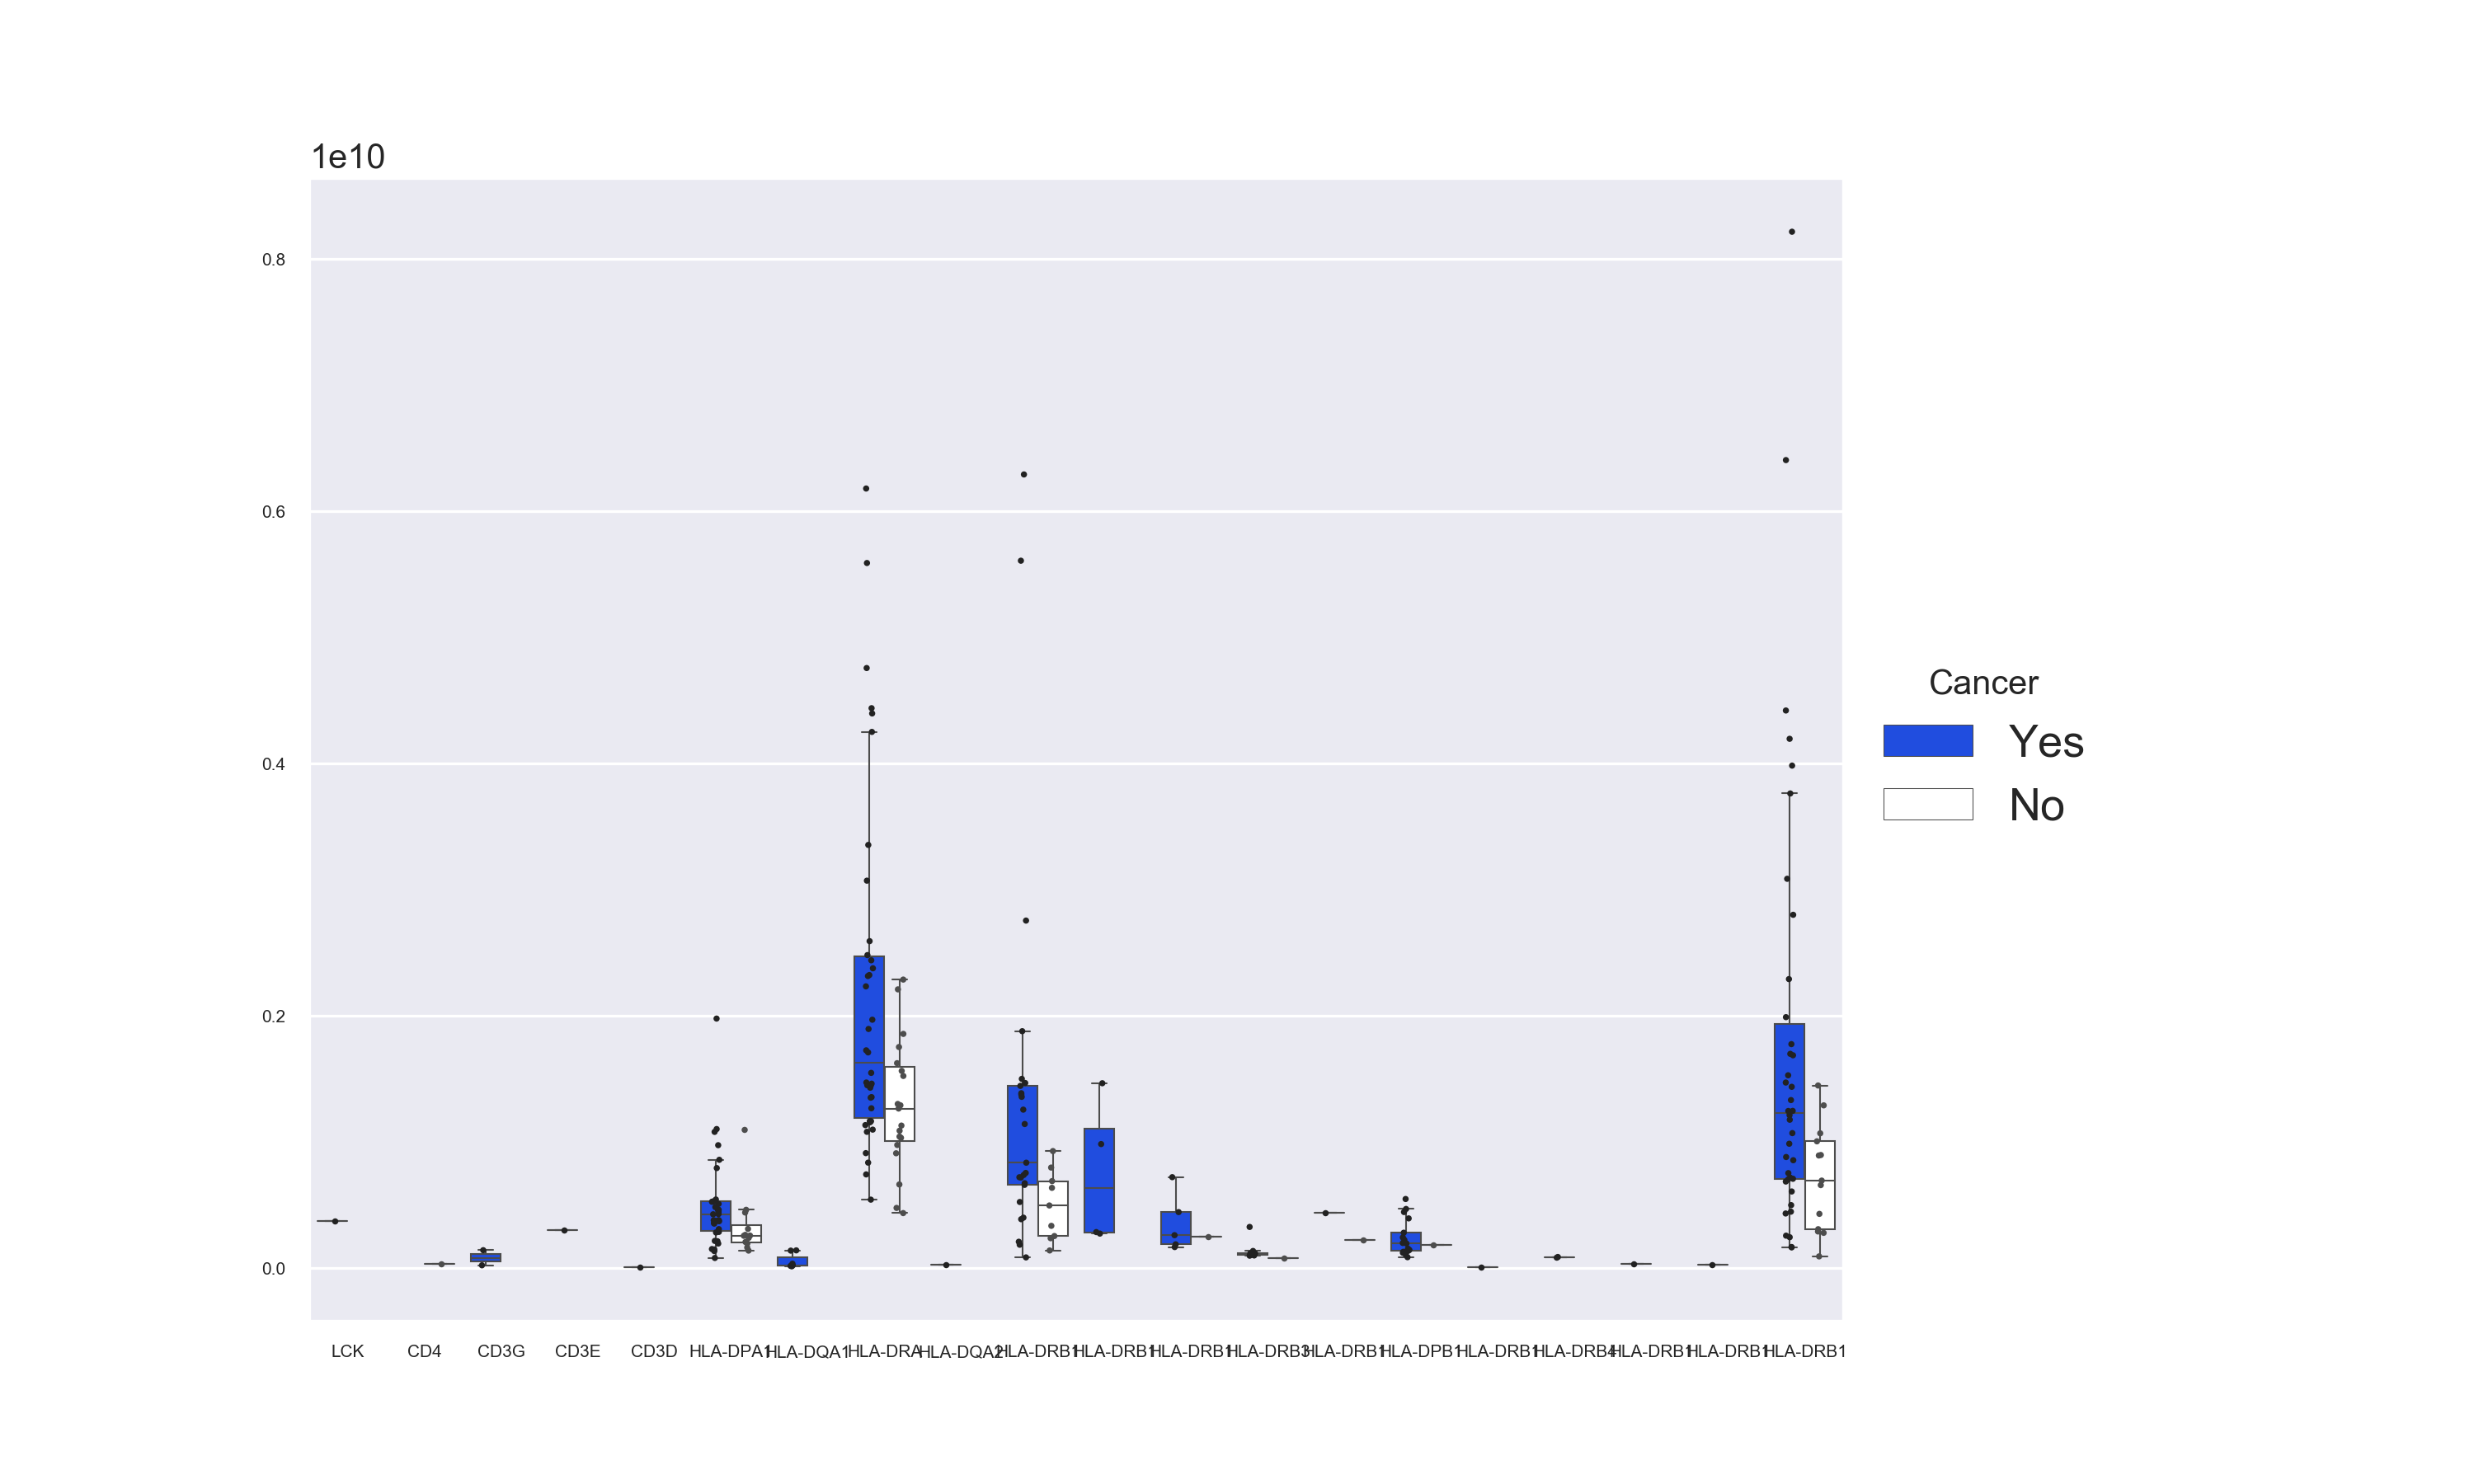 1e10
0.8
0.6
0.4
0.2
0.0
LCK CD4 CD3G CD3E CD3D HLA-DPA1 HLA-DQA1 HLA-DRA HLA-DQA2 HLA-DRB1 HLA-DRB1 HLA-DRB1 HLA-DRB3 HLA-DRB1 HLA-DPB1 HLA-DRB1 HLA-DRB4 HLA-DRB1 HLA-DRB1 HLA-DRB1
Cancer
Yes
No